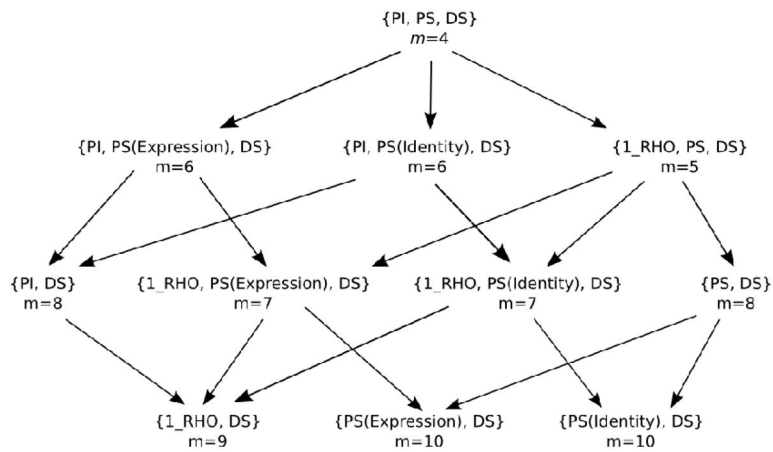 {PI, PS, DS}
m=4
{PI, PS(Expression), DS}
m=6
{PI, PS(Identity), DS}
m=6
{1_RHO, PS, DS}
m=5
{PI, DS}
m=8
{1_RHO, PS(Expression), DS}
m=7
{1_RHO, PS(Identity), DS}
m=7
{PS, DS}
m=8
{1_RHO, DS}
m=9
{PS(Expression), DS}
m=10
{PS(Identity), DS}
m=10